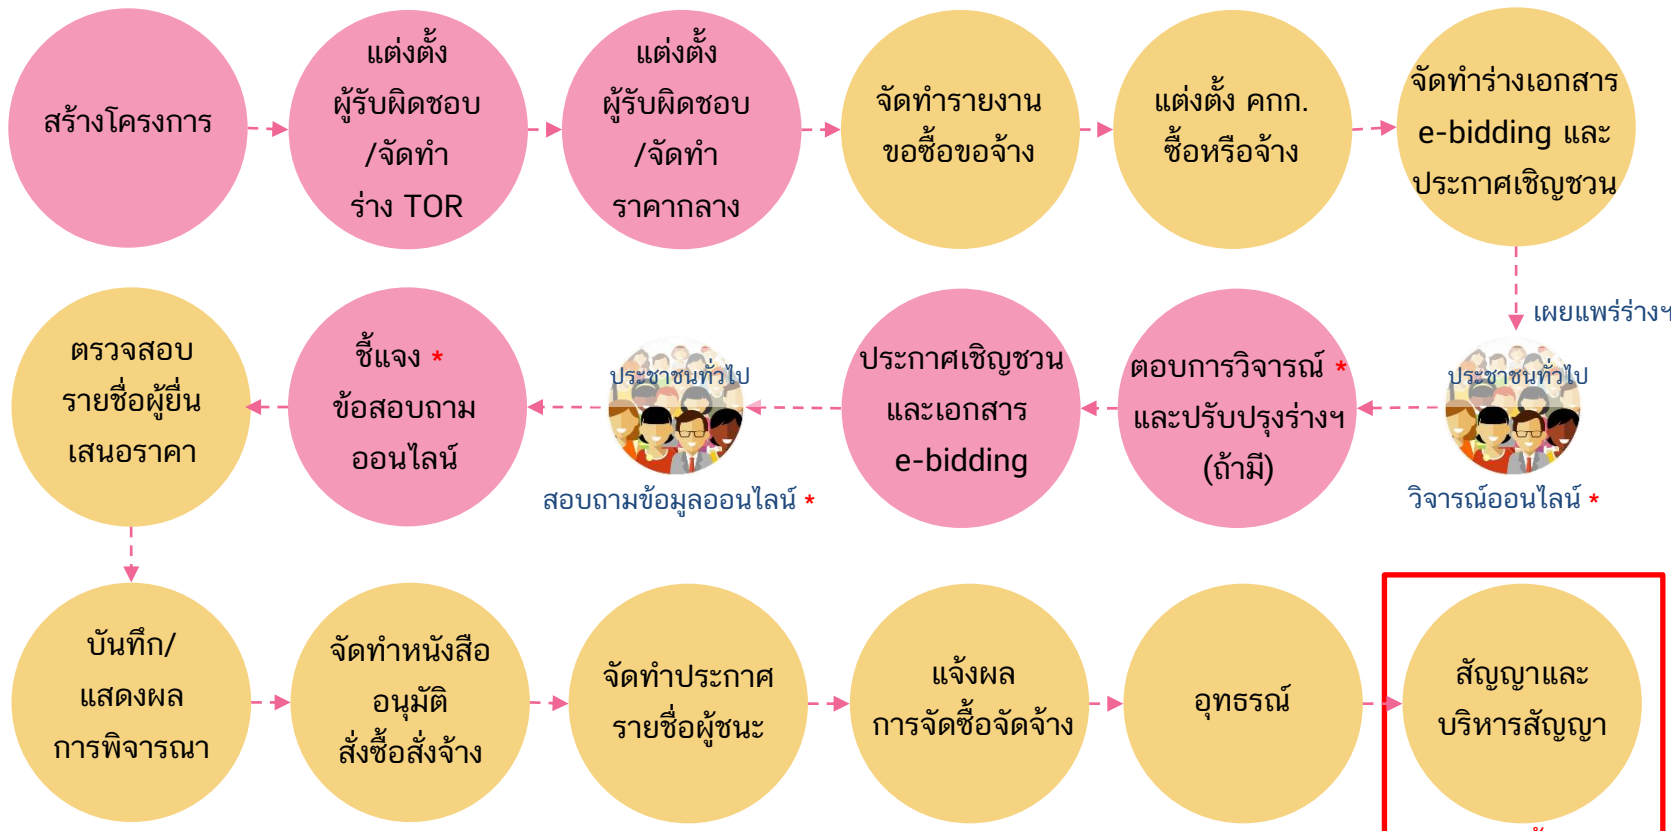 สร้างโครงการ
แต่งตั้ง
ผู้รับผิดชอบ
/จัดทำ
ร่าง TOR
แต่งตั้ง
ผู้รับผิดชอบ
/จัดทำ
ราคากลาง
จัดทำรายงาน
ขอซื้อขอจ้าง
แต่งตั้ง คกก.
ซื้อหรือจ้าง
จัดทำร่างเอกสาร
e-bidding และ
ประกาศเชิญชวน
เผยแพร่ร่างฯ
ประชาชนทั่วไป
วิจารณ์ออนไลน์ *
ตอบการวิจารณ์ *
และปรับปรุงร่างฯ
(ถ้ามี)
ประกาศเชิญชวน
และเอกสาร
e-bidding
ประชาชนทั่วไป
สอบถามข้อมูลออนไลน์ *
ชี้แจง *
ข้อสอบถาม
ออนไลน์
ตรวจสอบ
รายชื่อผู้ยื่น
เสนอราคา
บันทึก/
แสดงผล
การพิจารณา
จัดทำหนังสือ
อนุมัติ
สั่งซื้อสั่งจ้าง
จัดทำประกาศ
รายชื่อผู้ชนะ
แจ้งผล
การจัดซื้อจัดจ้าง
อุทธรณ์
สัญญาและ
บริหารสัญญา